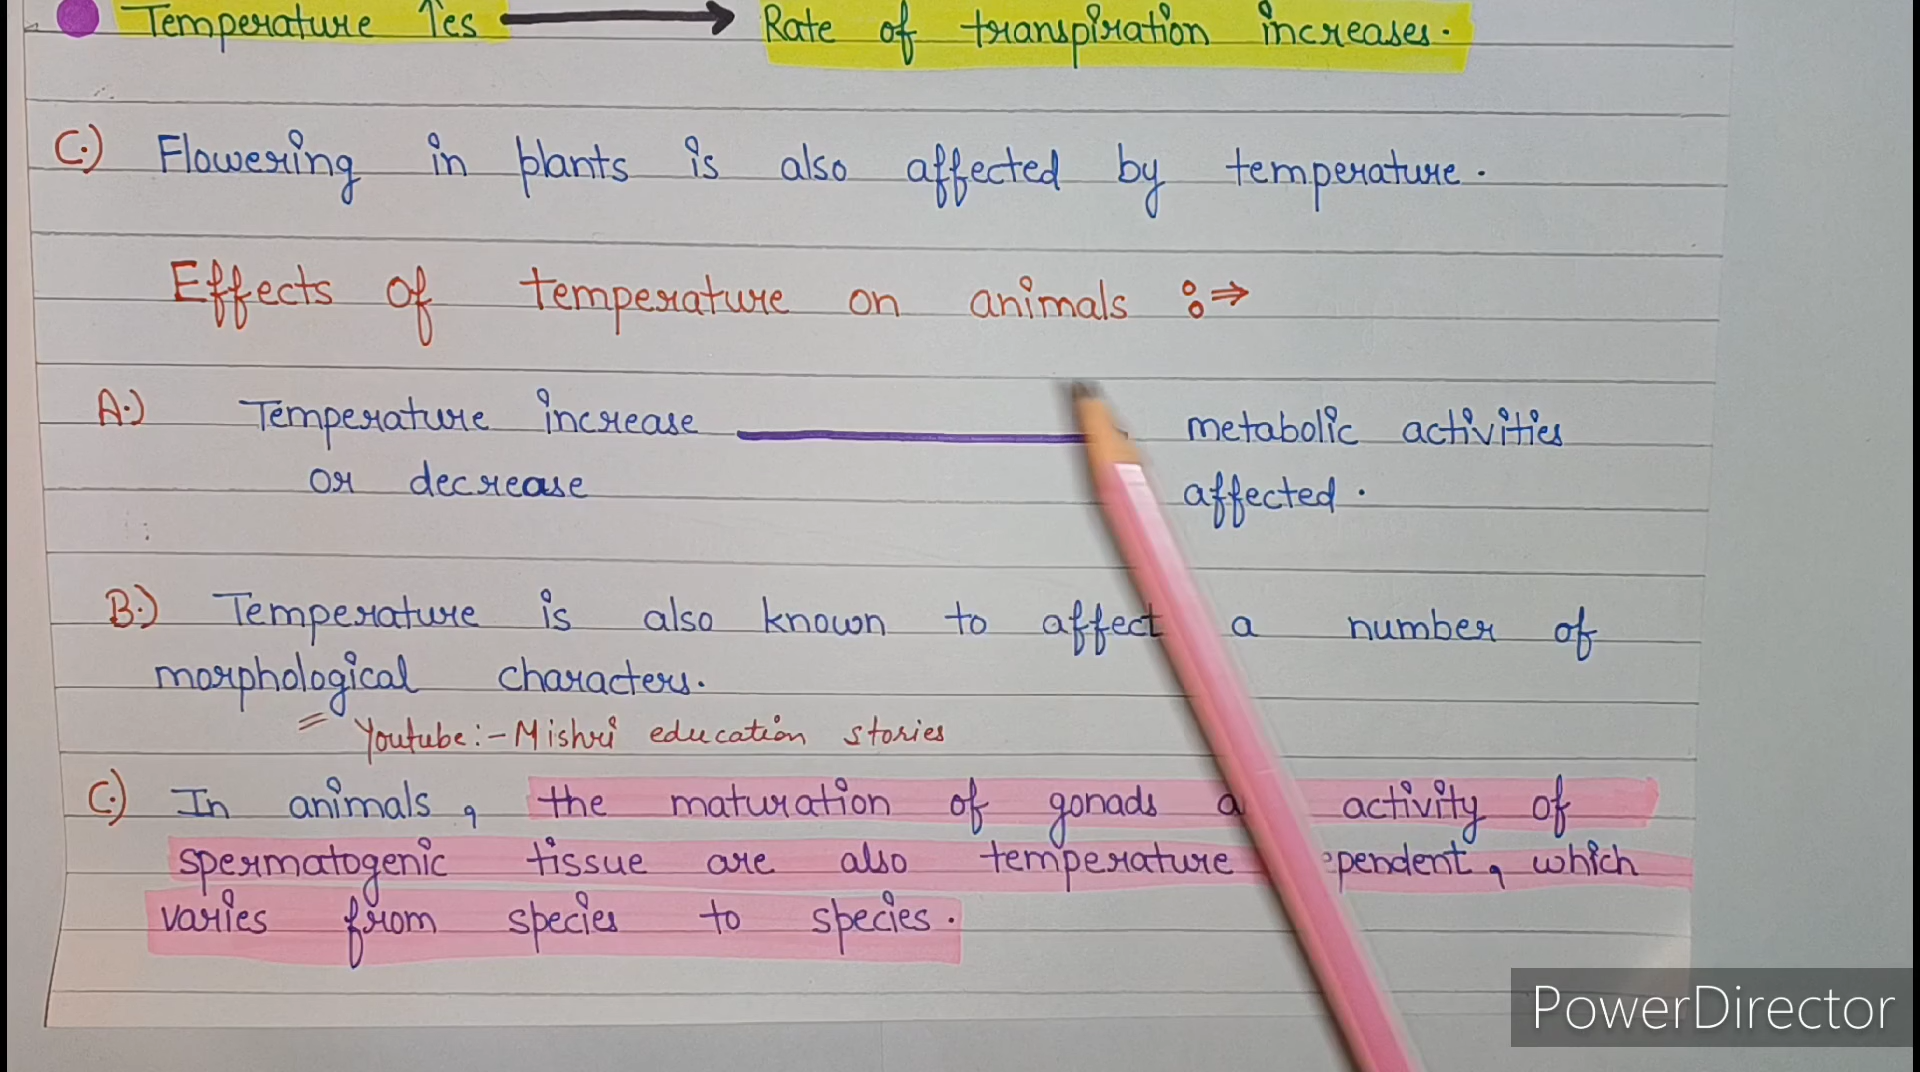 Temperature ↑es → Rate of transpiration increases.
C.) Flowering in plants is also affected by temperature.
Effects of temperature on animals :⇒
A.) Temperature increase metabolic activities
or decrease affected.
B.) Temperature is also known to affect a number of
morphological characters.
= Youtube:- Mishri education stories
C.) In animals, the maturation of gonads activity of
spermatogenic tissue are also temperature which
varies from species to species.
PowerDirector